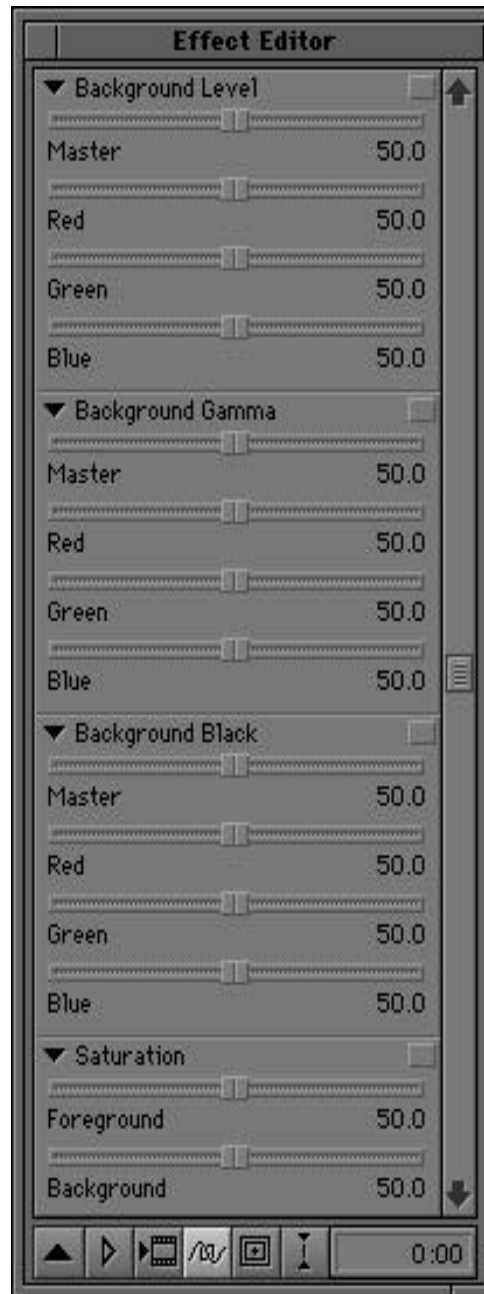 Effect Editor
Background Level
Master 50.0
Red 50.0
Green 50.0
Blue 50.0
Background Gamma
Master 50.0
Red 50.0
Green 50.0
Blue 50.0
Background Black
Master 50.0
Red 50.0
Green 50.0
Blue 50.0
Saturation
Foreground 50.0
Background 50.0
0:00